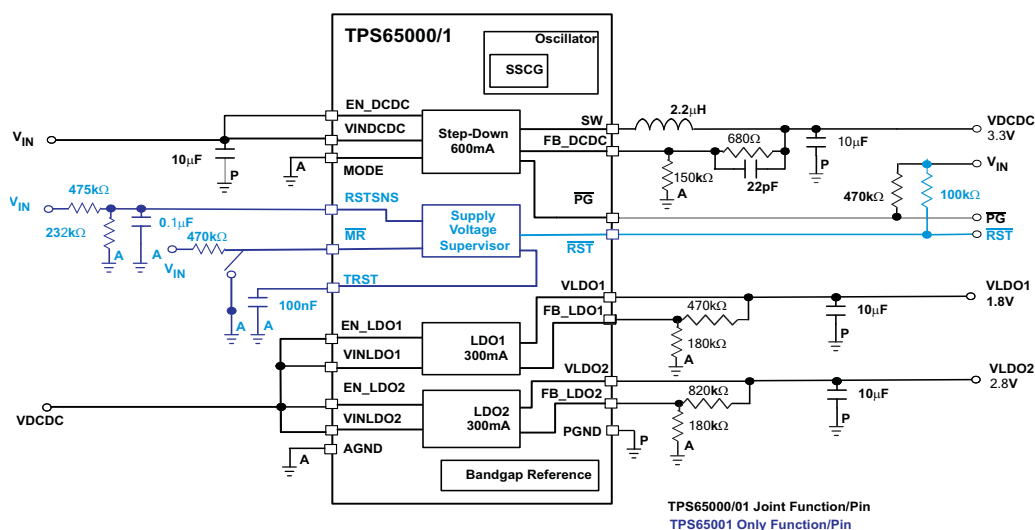 TPS65000/1
Oscillator
SSCG
EN_DCDC
VINDCDC
MODE
Step-Down
600mA
SW
FB_DCDC
2.2μH
680Ω
22pF
150kΩ
A
10μF
P
VDCDC
3.3V
VIN
10μF
P
A
VIN
470kΩ
100kΩ
PG
PG
RST
RST
475kΩ
VIN
232kΩ
A
0.1μF
A
RSTSNS
MR
TRST
Supply
Voltage
Supervisor
470kΩ
VIN
A
100nF
A
VLDO1
FB_LDO1
470kΩ
180kΩ
A
10μF
P
VLDO1
1.8V
EN_LDO1
VINLDO1
LDO1
300mA
EN_LDO2
VINLDO2
LDO2
300mA
VLDO2
FB_LDO2
820kΩ
180kΩ
A
10μF
P
VLDO2
2.8V
VDCDC
AGND
A
PGND
P
Bandgap Reference
TPS65000/01 Joint Function/Pin
TPS65001 Only Function/Pin